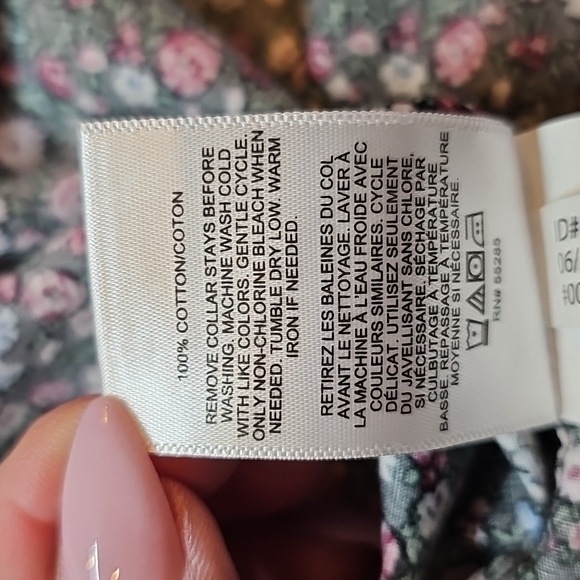 100% COTTON/COTON
REMOVE COLLAR STAYS BEFORE
WASHING. MACHINE WASH COLD
WITH LIKE COLORS. GENTLE CYCLE.
ONLY NON-CHLORINE BLEACH WHEN
NEEDED. TUMBLE DRY LOW. WARM
IRON IF NEEDED.
RETIREZ LES BALEINES DU COL
AVANT LE NETTOYAGE. LAVER À
LA MACHINE À L'EAU FROIDE AVEC
COULEURS SIMILAIRES. CYCLE
DÉLICAT. UTILISEZ SEULEMENT
DU JAVELLISANT SANS CHLORE,
SI NÉCESSAIRE. SÉCHAGE PAR
CULBUTAGE À TEMPÉRATURE
BASSE. REPASSAGE À TEMPÉRATURE
MOYENNE SI NÉCESSAIRE.
RN# 55285
ID#
06/
#00